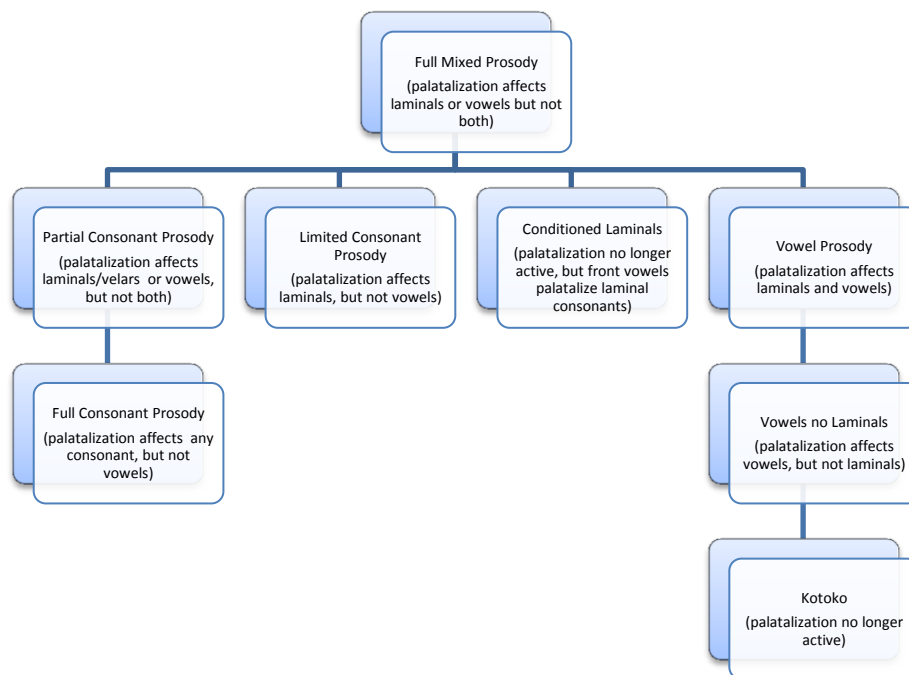 Full Mixed Prosody
(palatalization affects
laminals or vowels but not
both)
Partial Consonant Prosody
(palatalization affects
laminals/velars or vowels,
but not both)
Limited Consonant
Prosody
(palatalization affects
laminals, but not vowels)
Conditioned Laminals
(palatalization no longer
active, but front vowels
palatalize laminal
consonants)
Vowel Prosody
(palatalization affects
laminals and vowels)
Full Consonant Prosody
(palatalization affects any
consonant, but not
vowels)
Vowels no Laminals
(palatalization affects
vowels, but not laminals)
Kotoko
(palatalization no longer
active)